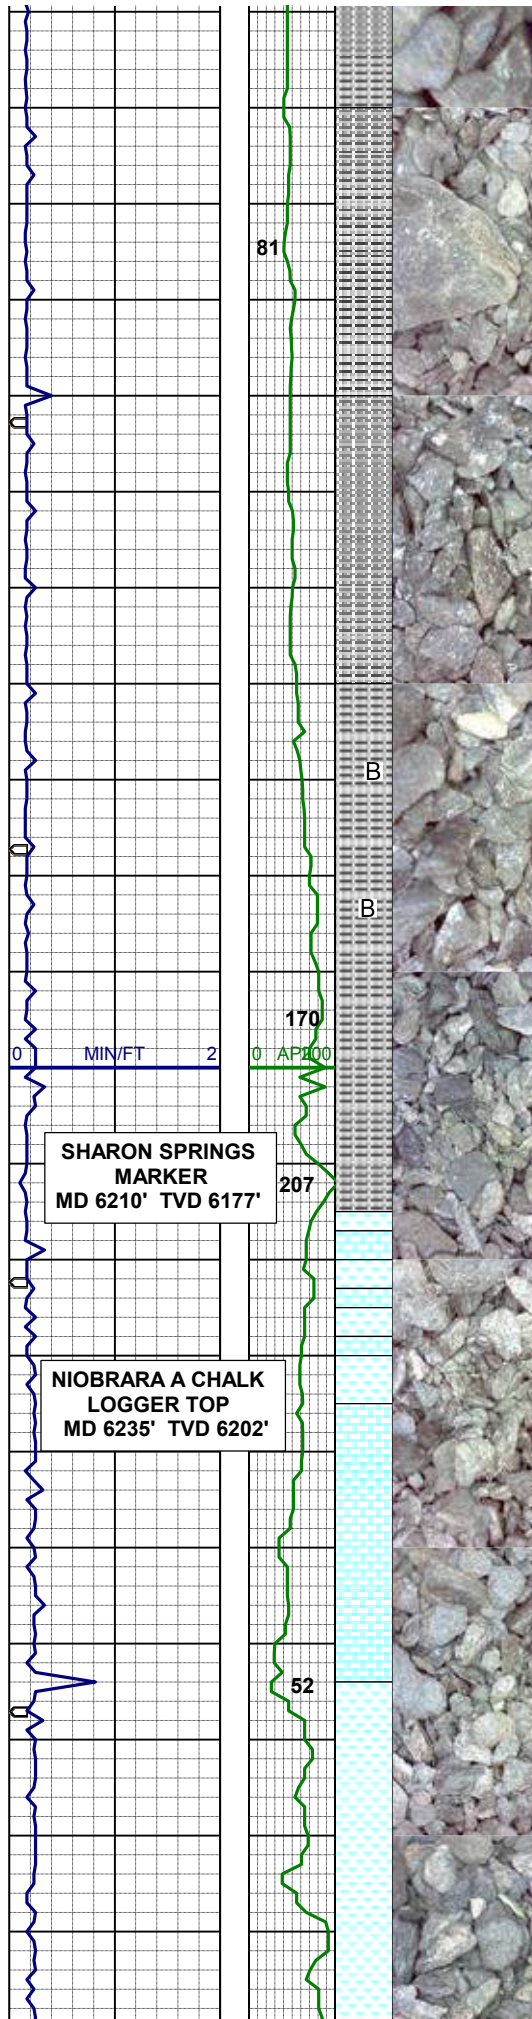 81
B
B
170
0 MIN/FT 2
0 API 200
SHARON SPRINGS
MARKER
MD 6210' TVD 6177'
207
NIOBRARA A CHALK
LOGGER TOP
MD 6235' TVD 6202'
52